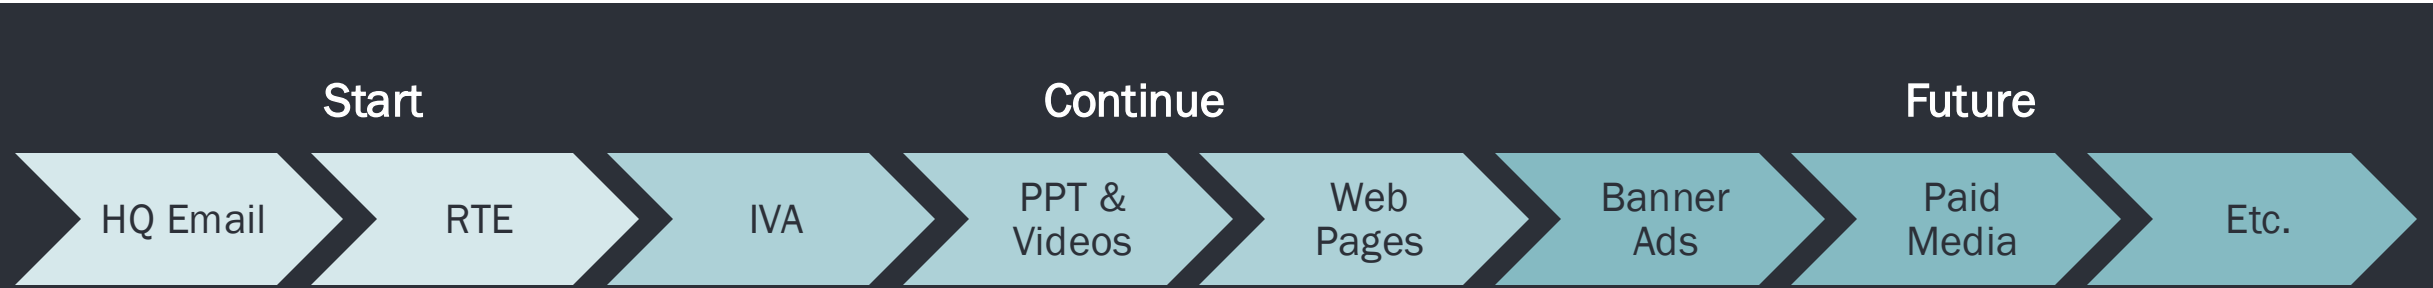 Start
Continue
Future
HQ Email
RTE
IVA
PPT &
Videos
Web
Pages
Banner
Ads
Paid
Media
Etc.